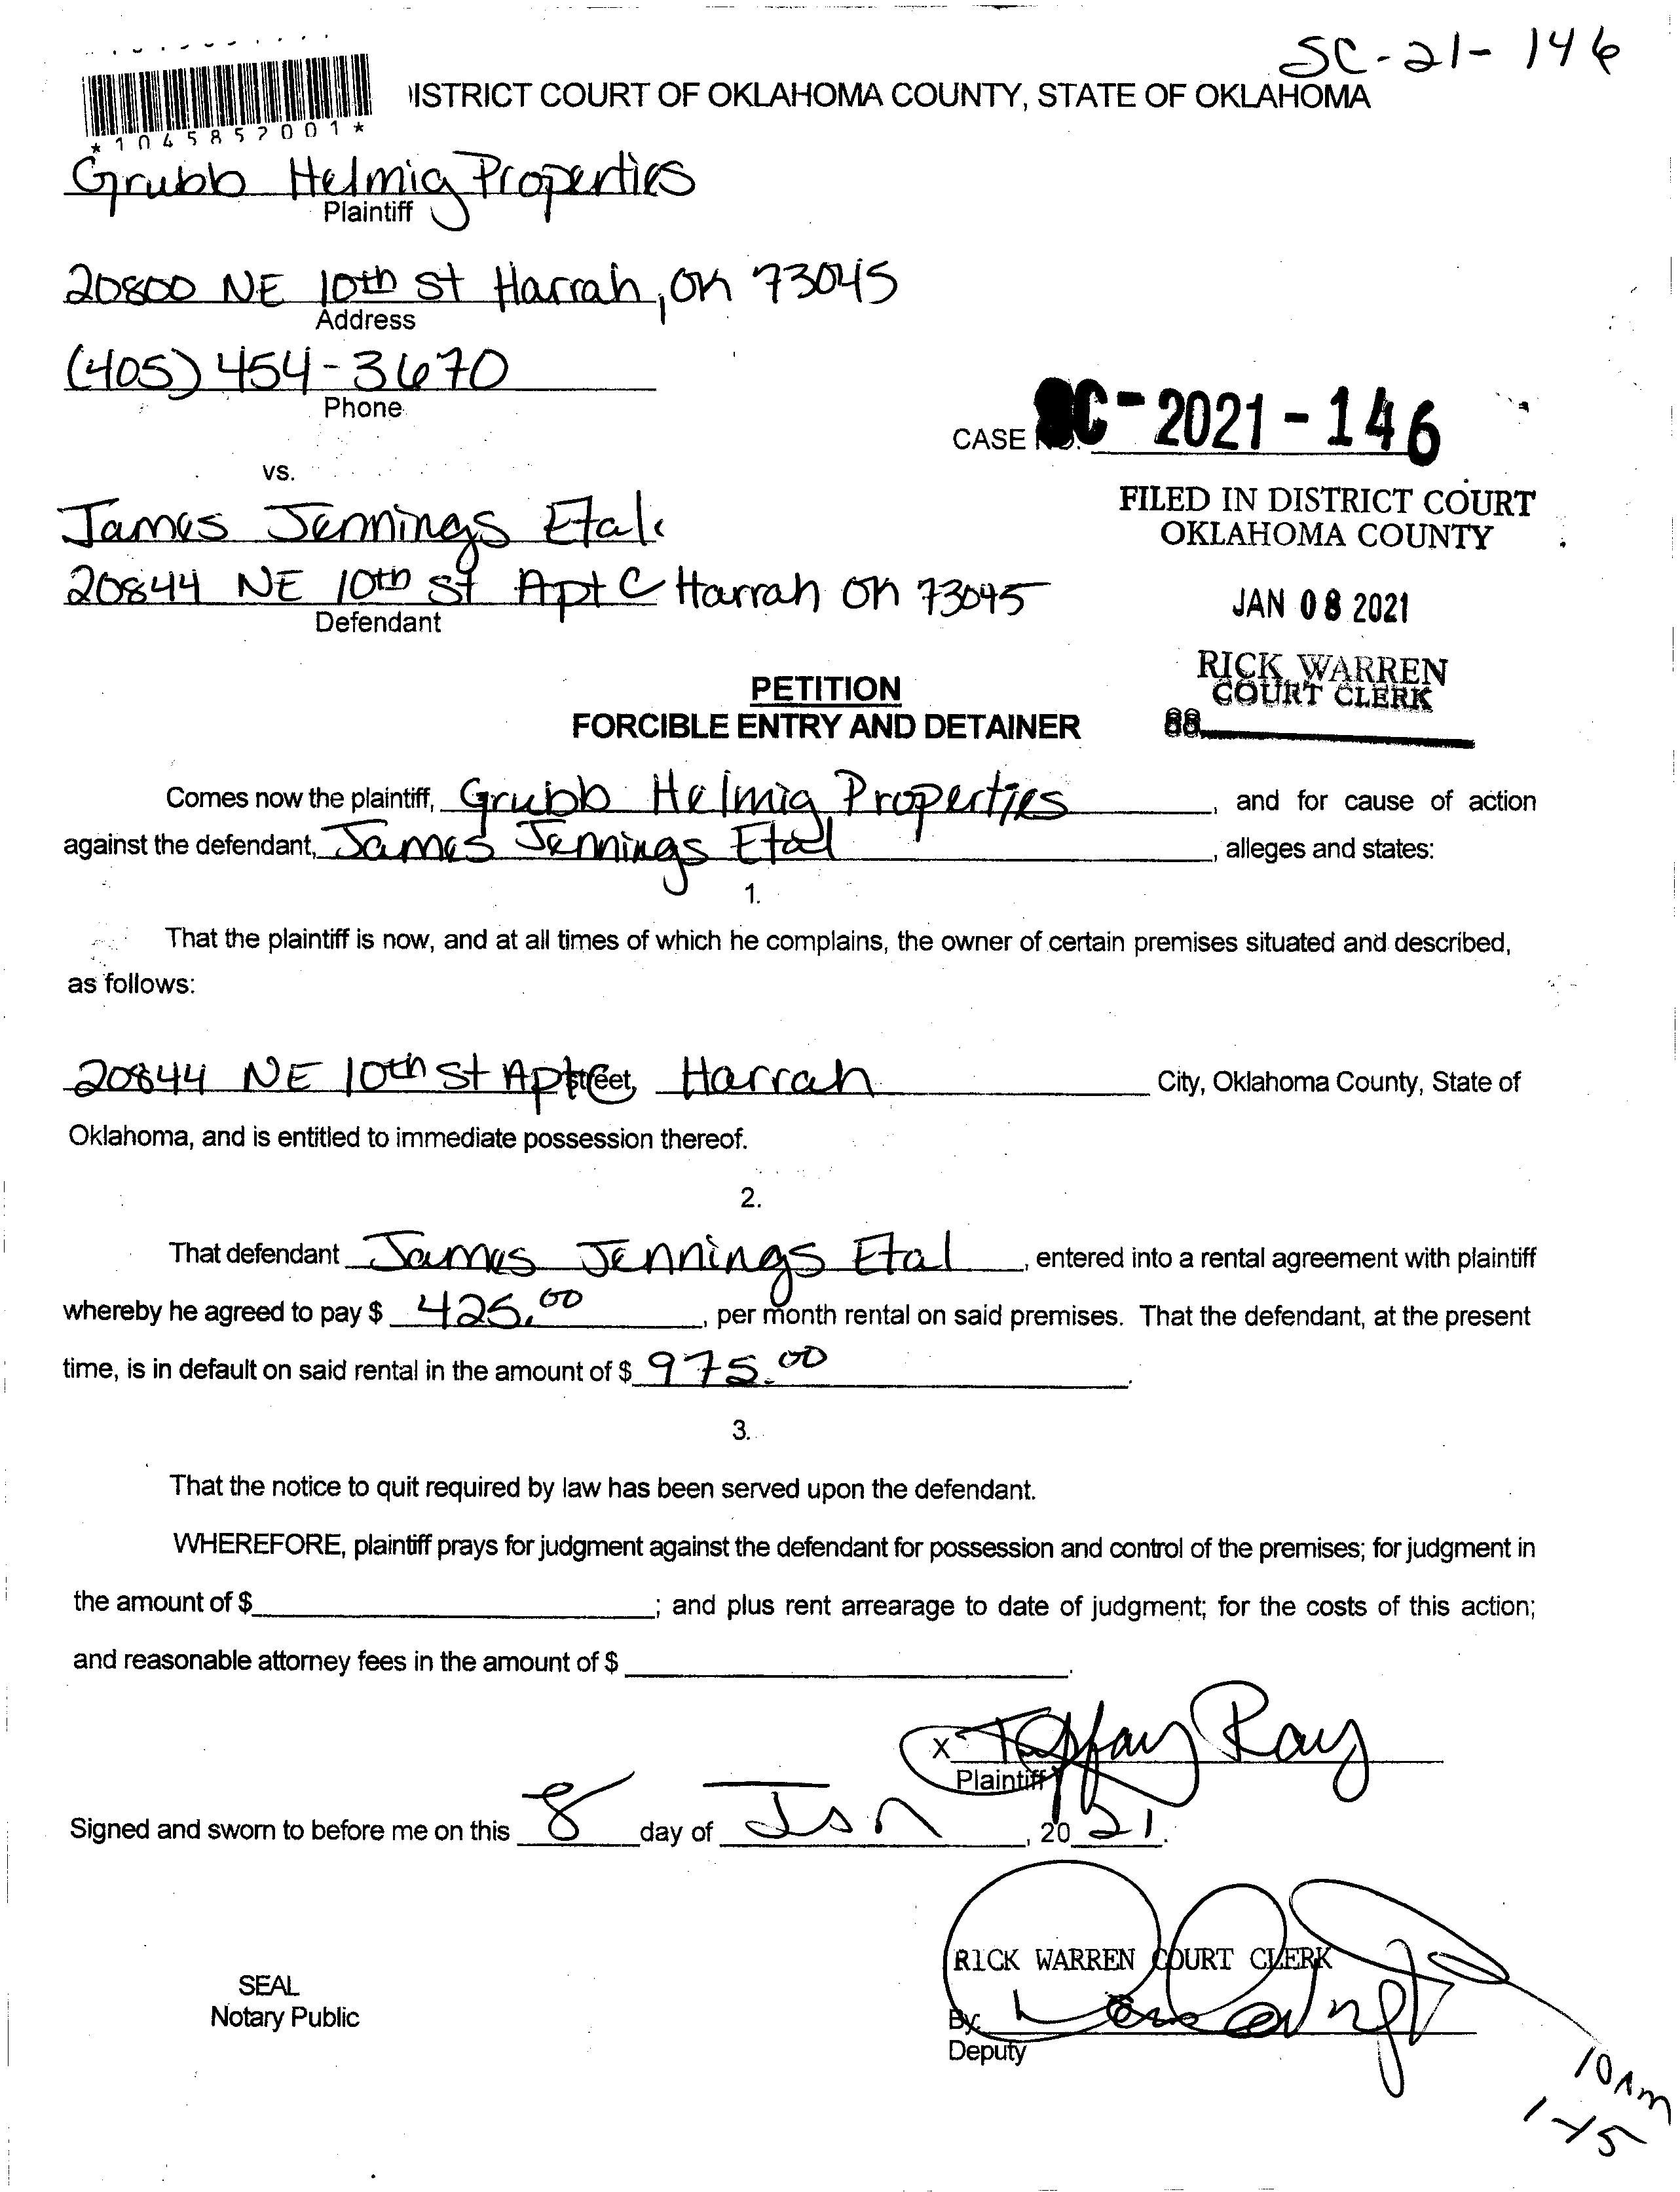 SC-21-146
ISTRICT COURT OF OKLAHOMA COUNTY, STATE OF OKLAHOMA
*1045852001*
Grubb Helmig Properties
Plaintiff
20800 NE 10th St Harrah, OK 73045
Address
(405) 454-3670
Phone
CASE NO. SC-2021-146
vs.
FILED IN DISTRICT COURT
OKLAHOMA COUNTY
James Jennings Etal.
20844 NE 10th St Apt C Harrah OK 73045
Defendant
JAN 08 2021
RICK WARREN
COURT CLERK
88
PETITION
FORCIBLE ENTRY AND DETAINER
Comes now the plaintiff, Grubb Helmig Properties, and for cause of action
against the defendant, James Jennings Etal, alleges and states:
1.
That the plaintiff is now, and at all times of which he complains, the owner of certain premises situated and described,
as follows:
20844 NE 10th St Apt C street, Harrah City, Oklahoma County, State of
Oklahoma, and is entitled to immediate possession thereof.
2.
That defendant James Jennings Etal, entered into a rental agreement with plaintiff
whereby he agreed to pay $ 425.00, per month rental on said premises. That the defendant, at the present
time, is in default on said rental in the amount of $ 975.00.
3.
That the notice to quit required by law has been served upon the defendant.
WHEREFORE, plaintiff prays for judgment against the defendant for possession and control of the premises; for judgment in
the amount of $; and plus rent arrearage to date of judgment; for the costs of this action;
and reasonable attorney fees in the amount of $.
X Ray
Plaintiff
Signed and sworn to before me on this 8 day of Jan, 2021.
RICK WARREN COURT CLERK
SEAL
Notary Public
By:
Deputy
10 AM
1-15